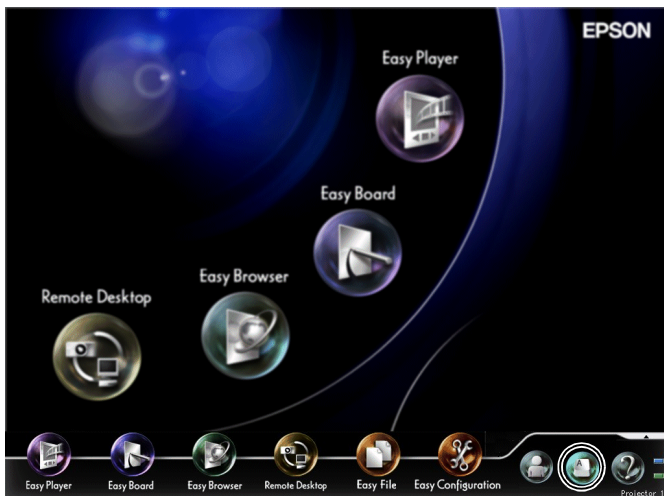 EPSON
Easy Player
Easy Board
Easy Browser
Remote Desktop
Easy Player Easy Board Easy Browser Remote Desktop Easy File Easy Configuration